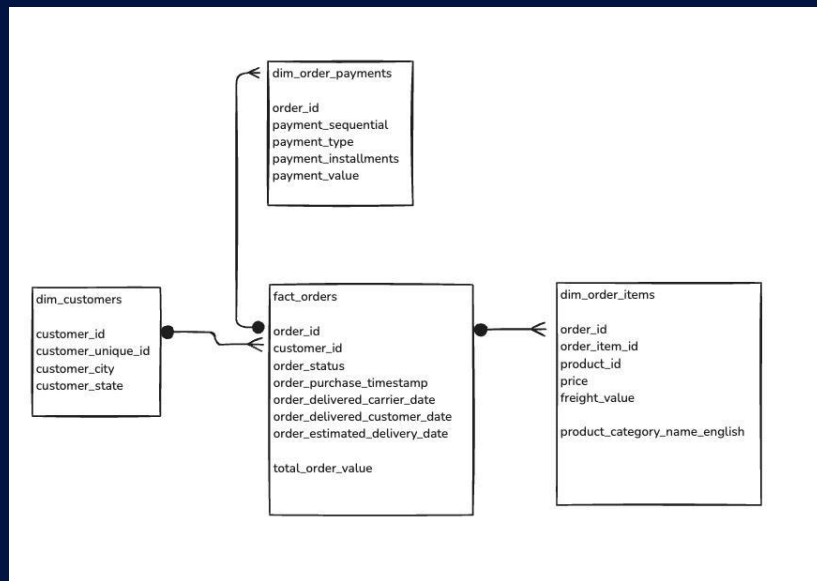 dim_order_payments
order_id
payment_sequential
payment_type
payment_installments
payment_value
dim_customers
customer_id
customer_unique_id
customer_city
customer_state
fact_orders
order_id
customer_id
order_status
order_purchase_timestamp
order_delivered_carrier_date
order_delivered_customer_date
order_estimated_delivery_date
total_order_value
dim_order_items
order_id
order_item_id
product_id
price
freight_value
product_category_name_english